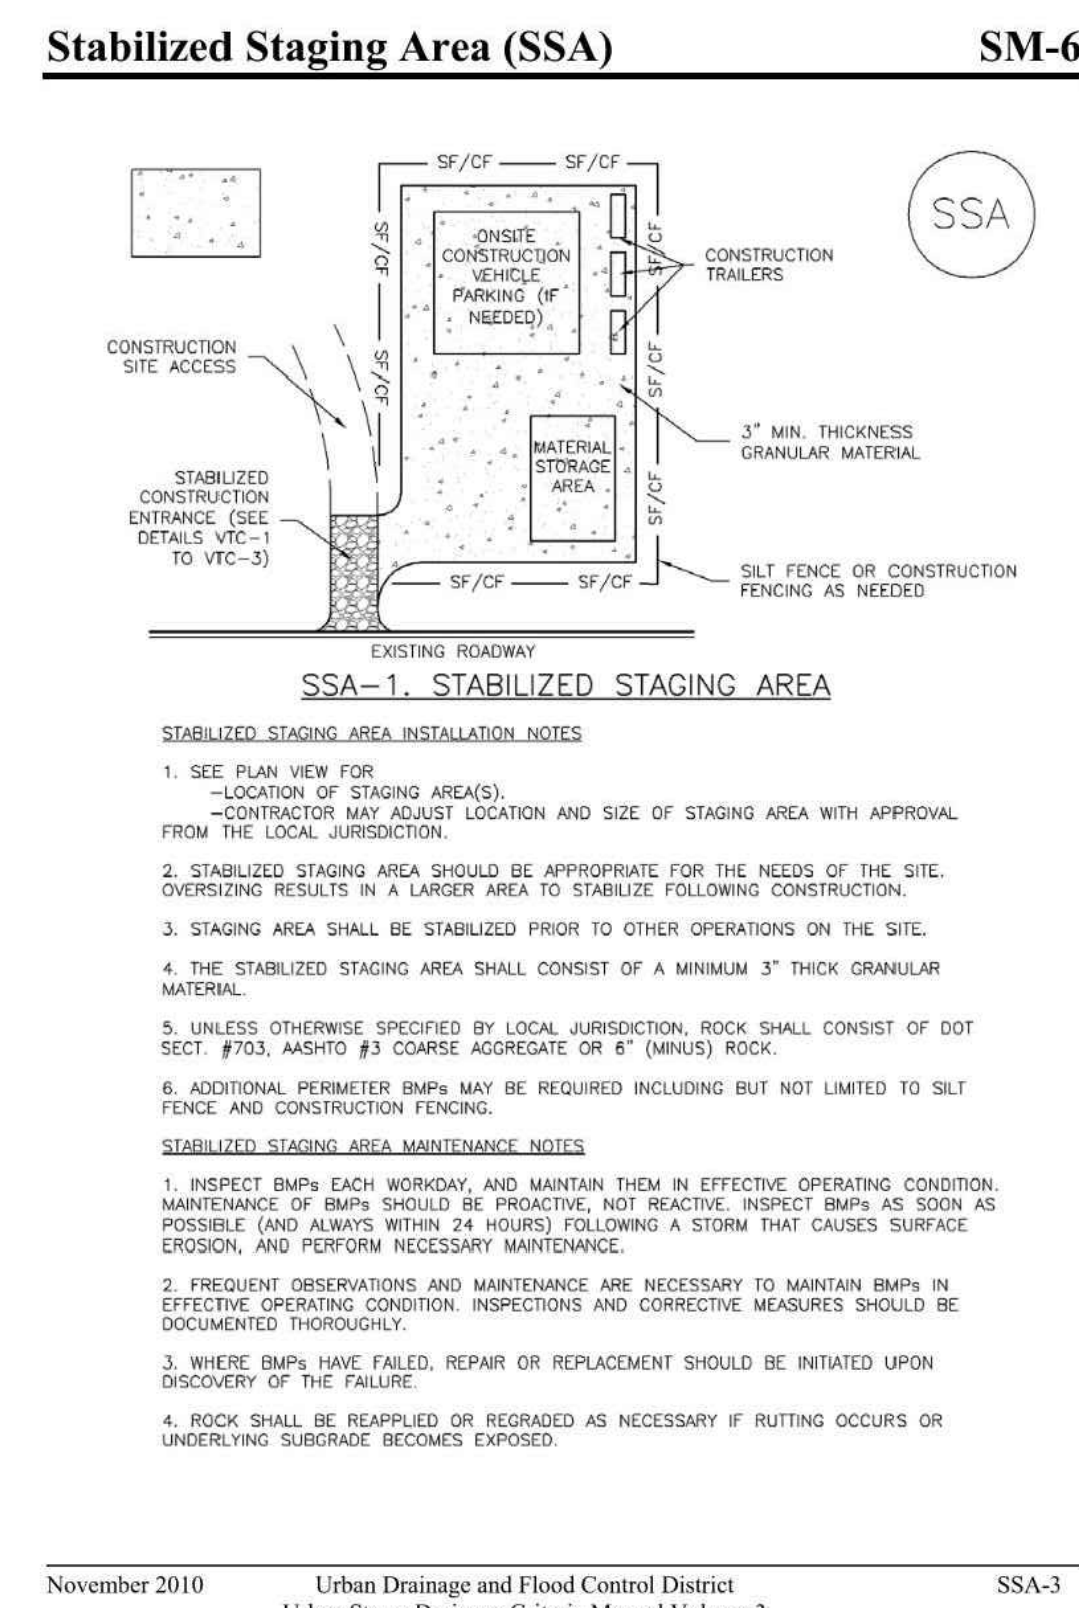 Stabilized Staging Area (SSA) SM-6
SF/CF SF/CF
SF/CF
SF/CF
SF/CF
SF/CF
SF/CF
ONSITE
CONSTRUCTION
VEHICLE
PARKING (IF
NEEDED)
SSA
CONSTRUCTION
TRAILERS
CONSTRUCTION
SITE ACCESS
3" MIN. THICKNESS
GRANULAR MATERIAL
MATERIAL
STORAGE
AREA
STABILIZED
CONSTRUCTION
ENTRANCE (SEE
DETAILS VTC-1
TO VTC-3)
SF/CF SF/CF
SILT FENCE OR CONSTRUCTION
FENCING AS NEEDED
EXISTING ROADWAY
SSA-1. STABILIZED STAGING AREA
STABILIZED STAGING AREA INSTALLATION NOTES
1. SEE PLAN VIEW FOR
-LOCATION OF STAGING AREA(S).
-CONTRACTOR MAY ADJUST LOCATION AND SIZE OF STAGING AREA WITH APPROVAL
FROM THE LOCAL JURISDICTION.
2. STABILIZED STAGING AREA SHOULD BE APPROPRIATE FOR THE NEEDS OF THE SITE.
OVERSIZING RESULTS IN A LARGER AREA TO STABILIZE FOLLOWING CONSTRUCTION.
3. STAGING AREA SHALL BE STABILIZED PRIOR TO OTHER OPERATIONS ON THE SITE.
4. THE STABILIZED STAGING AREA SHALL CONSIST OF A MINIMUM 3" THICK GRANULAR
MATERIAL.
5. UNLESS OTHERWISE SPECIFIED BY LOCAL JURISDICTION, ROCK SHALL CONSIST OF DOT
SECT. #703, AASHTO #3 COARSE AGGREGATE OR 6" (MINUS) ROCK.
6. ADDITIONAL PERIMETER BMPs MAY BE REQUIRED INCLUDING BUT NOT LIMITED TO SILT
FENCE AND CONSTRUCTION FENCING.
STABILIZED STAGING AREA MAINTENANCE NOTES
1. INSPECT BMPs EACH WORKDAY, AND MAINTAIN THEM IN EFFECTIVE OPERATING CONDITION.
MAINTENANCE OF BMPs SHOULD BE PROACTIVE, NOT REACTIVE. INSPECT BMPs AS SOON AS
POSSIBLE (AND ALWAYS WITHIN 24 HOURS) FOLLOWING A STORM THAT CAUSES SURFACE
EROSION, AND PERFORM NECESSARY MAINTENANCE.
2. FREQUENT OBSERVATIONS AND MAINTENANCE ARE NECESSARY TO MAINTAIN BMPs IN
EFFECTIVE OPERATING CONDITION. INSPECTIONS AND CORRECTIVE MEASURES SHOULD BE
DOCUMENTED THOROUGHLY.
3. WHERE BMPs HAVE FAILED, REPAIR OR REPLACEMENT SHOULD BE INITIATED UPON
DISCOVERY OF THE FAILURE.
4. ROCK SHALL BE REAPPLIED OR REGRADED AS NECESSARY IF RUTTING OCCURS OR
UNDERLYING SUBGRADE BECOMES EXPOSED.
November 2010 Urban Drainage and Flood Control District SSA-3
Urban Storm Drainage Criteria Manual Volume 3